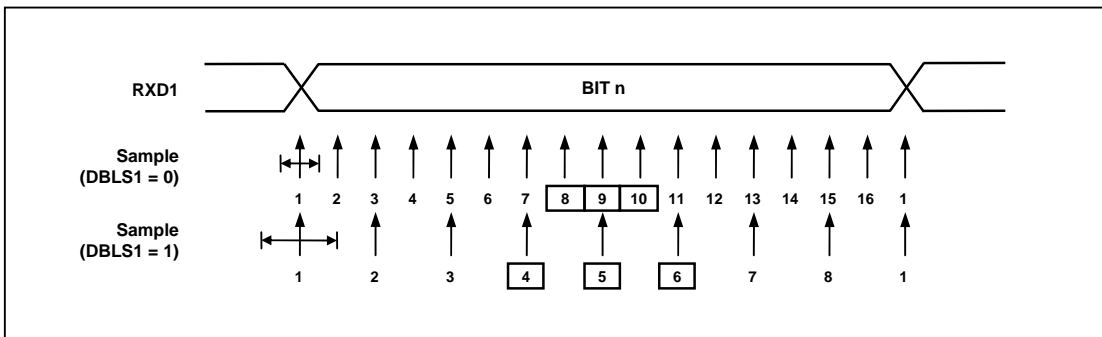 RXD1
BIT n
Sample
(DBLS1 = 0)
1 2 3 4 5 6 7 8 9 10 11 12 13 14 15 16 1
Sample
(DBLS1 = 1)
1 2 3 4 5 6 7 8 1